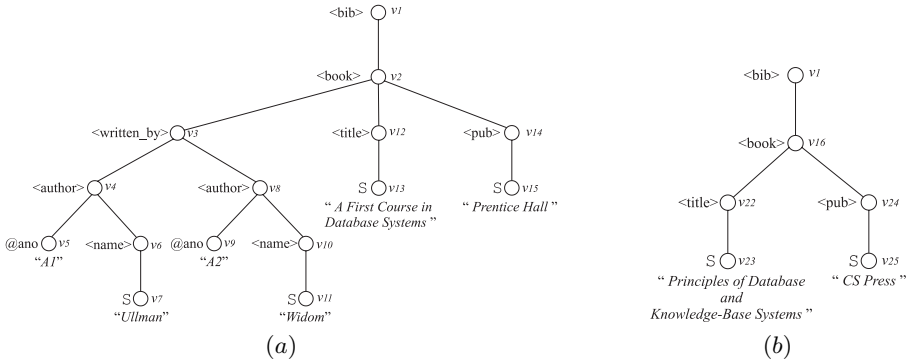 <bib> v1
<book> v2
<written_by> v3 <title> v12 <pub> v14
<author> v4 <author> v8 S v13 S v15
“ A First Course in “ Prentice Hall ”
Database Systems ”
@ano v5 <name> v6 @ano v9 <name> v10
“A1” “A2”
S v7 S v11
“Ullman” “Widom”
(a)
<bib> v1
<book> v16
<title> v22 <pub> v24
S v23 S v25
“ Principles of Database “ CS Press ”
and
Knowledge-Base Systems ”
(b)